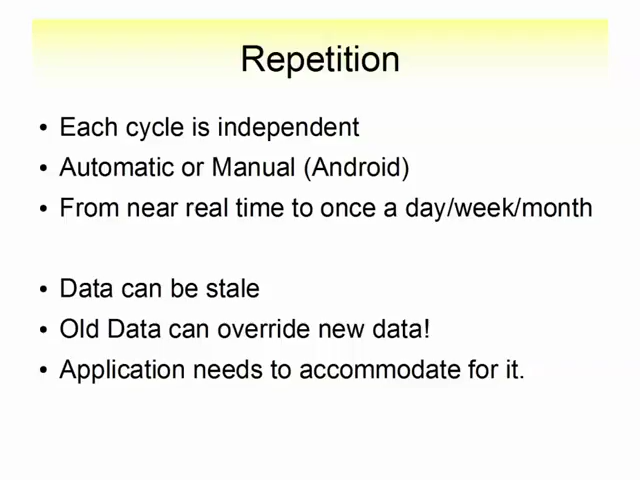 Repetition
• Each cycle is independent
• Automatic or Manual (Android)
• From near real time to once a day/week/month
• Data can be stale
• Old Data can override new data!
• Application needs to accommodate for it.